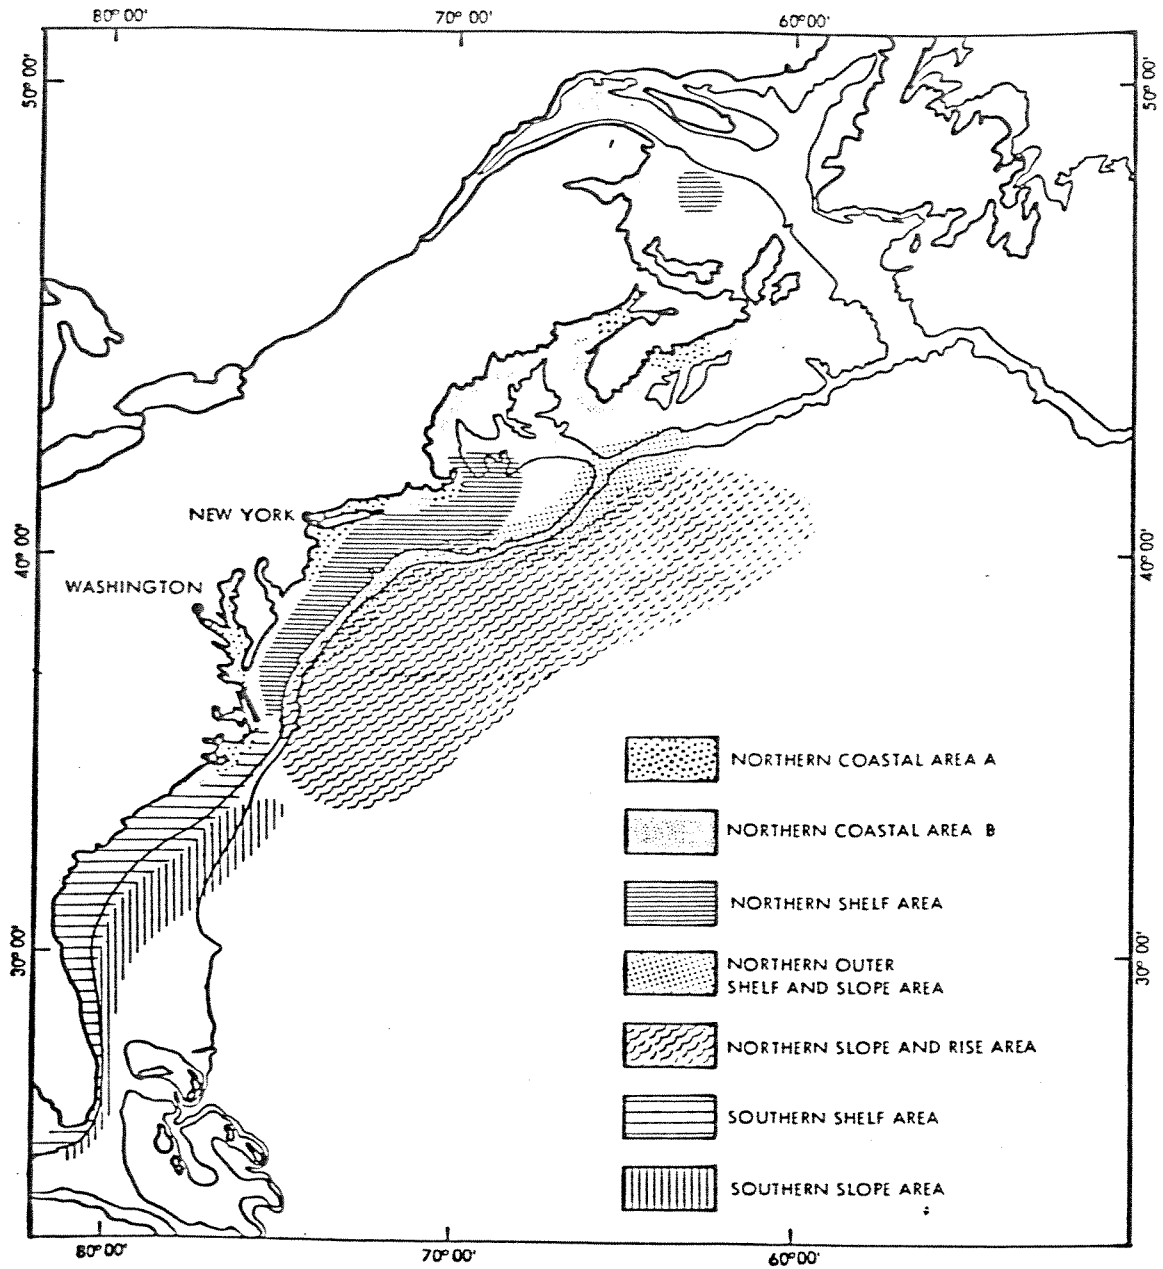 80° 00' 70° 00' 60° 00'
50° 00' 50° 00'
NEW YORK
40° 00' 40° 00'
WASHINGTON
NORTHERN COASTAL AREA A
NORTHERN COASTAL AREA B
NORTHERN SHELF AREA
30° 00' 30° 00'
NORTHERN OUTER
SHELF AND SLOPE AREA
NORTHERN SLOPE AND RISE AREA
SOUTHERN SHELF AREA
SOUTHERN SLOPE AREA
80° 00' 70° 00' 60° 00'